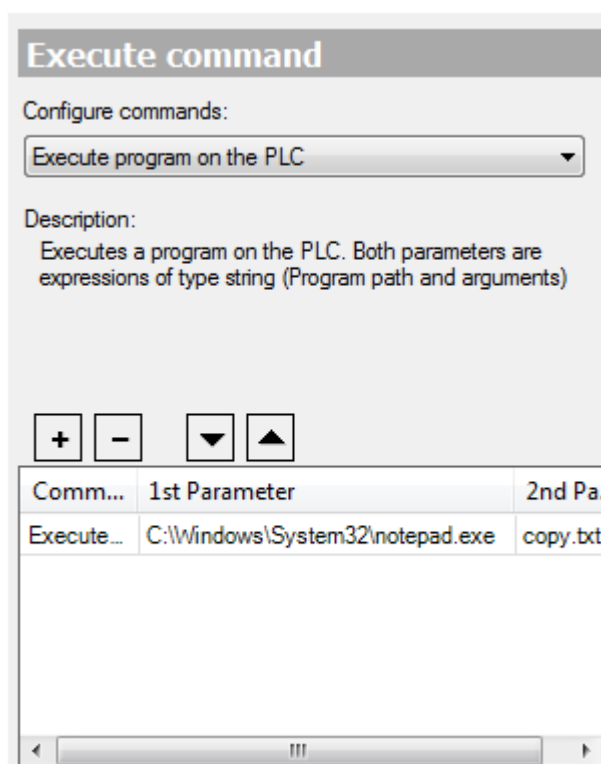 Execute command
Configure commands:
Execute program on the PLC
Description:
Executes a program on the PLC. Both parameters are
expressions of type string (Program path and arguments)
+ −
Comm... 1st Parameter 2nd Pa.
Execute... C:\Windows\System32\notepad.exe copy.txt